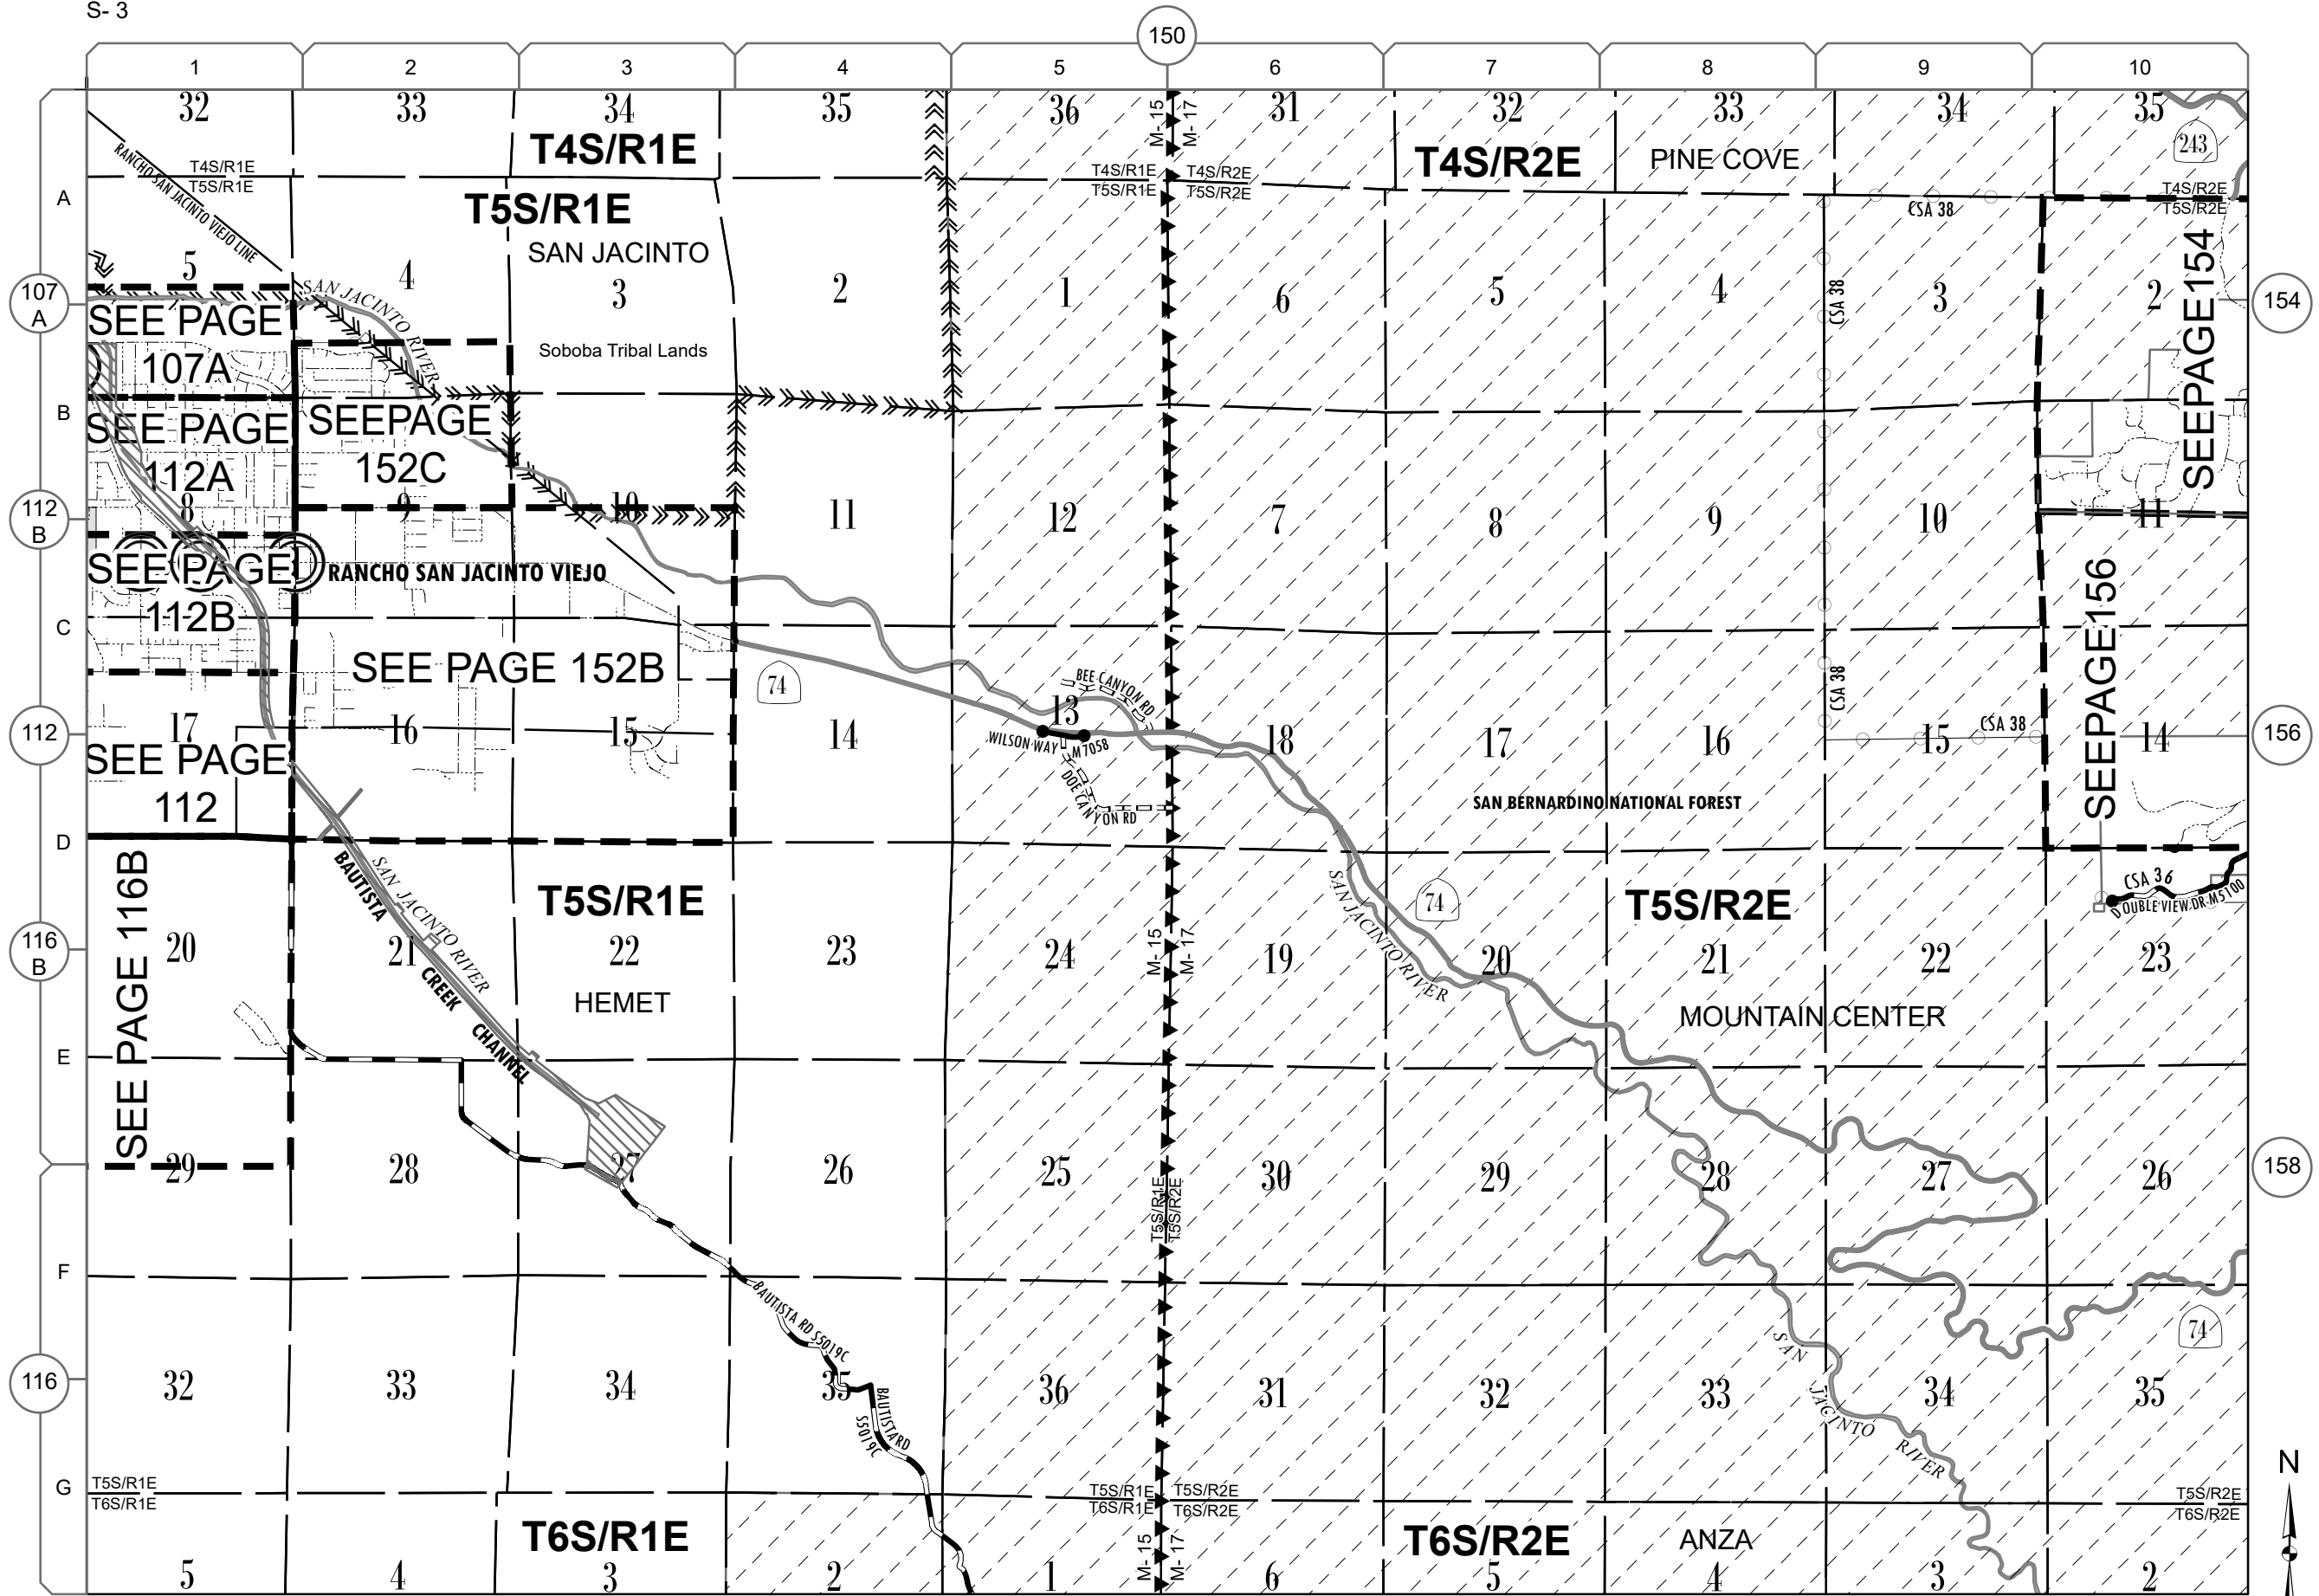 S- 3
150
1 2 3 4 5 6 7 8 9 10
32 33 34 35 36 31 32 33 34 35
M- 15 M- 17
243
T4S/R1E
T4S/R2E
PINE COVE
RANCHO SAN JACINTO VIEJO LINE
T4S/R1E
T5S/R1E
T4S/R1E
T5S/R1E
T4S/R2E
T5S/R2E
T4S/R2E
T5S/R2E
A
T5S/R1E
CSA 38
SAN JACINTO
5 4 3 2 1 6 5 4 3 2
107
A
SAN JACINTO RIVER
CSA 38
SEEPAGE154
154
SEE PAGE
107A
Soboba Tribal Lands
B
SEE PAGE
112A
SEEPAGE
152C
8 9 10 11 12 7 8 9 10 11
112
B
SEE PAGE
112B
RANCHO SAN JACINTO VIEJO
C
SEE PAGE 152B
74
BEE CANYON RD
CSA 38
SEEPAGE156
17 16 15 14 13 18 17 16 15 14
CSA 38
112
156
WILSON WAY M7058
SEE PAGE
112
DOE CANYON RD
SAN BERNARDINO NATIONAL FOREST
D
SEE PAGE 116B
BAUTISTA CREEK CHANNEL
SAN JACINTO RIVER
T5S/R1E
SAN JACINTO RIVER
74
T5S/R2E
CSA 36
DOUBLE VIEW DR M5100
116
B
20 21 22 23 24 19 20 21 22 23
M- 15 M- 17
HEMET
MOUNTAIN CENTER
E
29 28 27 26 25 30 29 28 27 26
158
T5S/R1E
T5S/R2E
F
BAUTISTA RD S5019C
SAN JACINTO RIVER
74
116
32 33 34 35 36 31 32 33 34 35
BAUTISTA RD
S5019C
G
T5S/R1E
T6S/R1E
T5S/R1E
T6S/R1E
T5S/R2E
T6S/R2E
T5S/R2E
T6S/R2E
N
T6S/R1E
M- 15 M- 17
T6S/R2E
ANZA
5 4 3 2 1 6 5 4 3 2